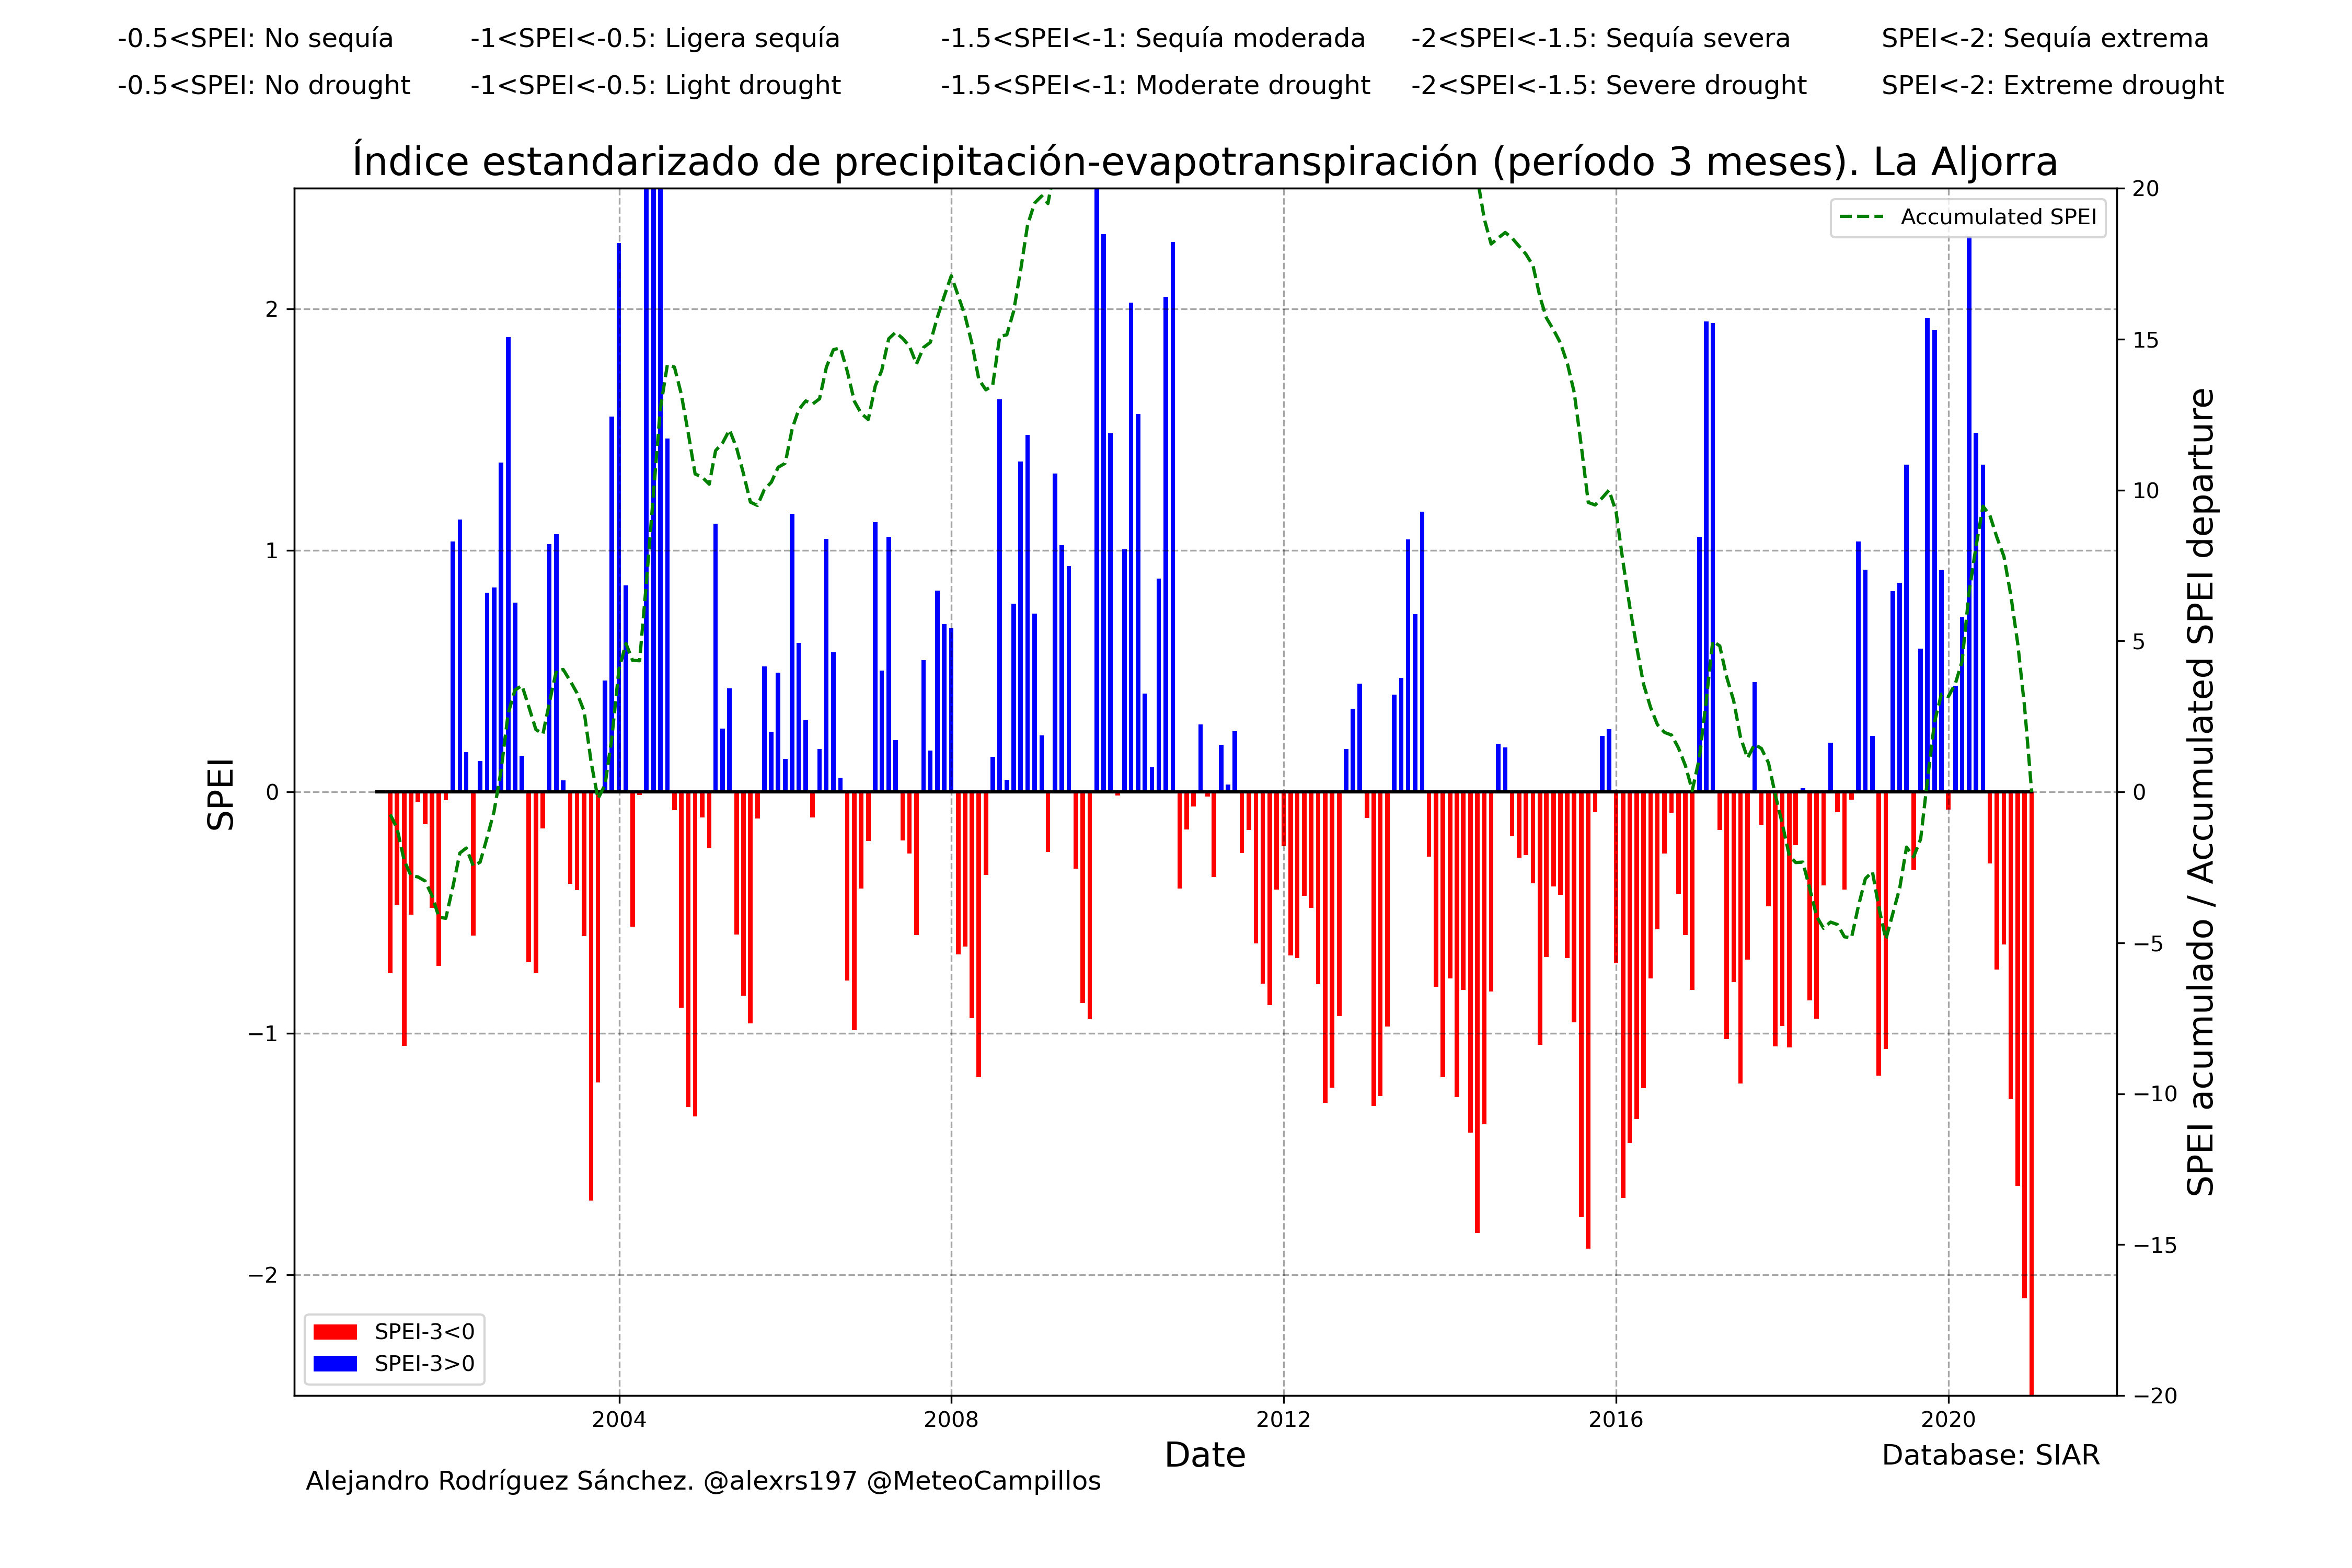 -0.5<SPEI: No sequía -1<SPEI<-0.5: Ligera sequía -1.5<SPEI<-1: Sequía moderada -2<SPEI<-1.5: Sequía severa SPEI<-2: Sequía extrema
-0.5<SPEI: No drought -1<SPEI<-0.5: Light drought -1.5<SPEI<-1: Moderate drought -2<SPEI<-1.5: Severe drought SPEI<-2: Extreme drought
Índice estandarizado de precipitación-evapotranspiración (período 3 meses). La Aljorra
SPEI
2
1
0
−1
−2
Accumulated SPEI
20
15
10
5
0
−5
−10
−15
−20
SPEI acumulado / Accumulated SPEI departure
SPEI-3<0
SPEI-3>0
2004 2008 2012 2016 2020
Date
Database: SIAR
Alejandro Rodríguez Sánchez. @alexrs197 @MeteoCampillos